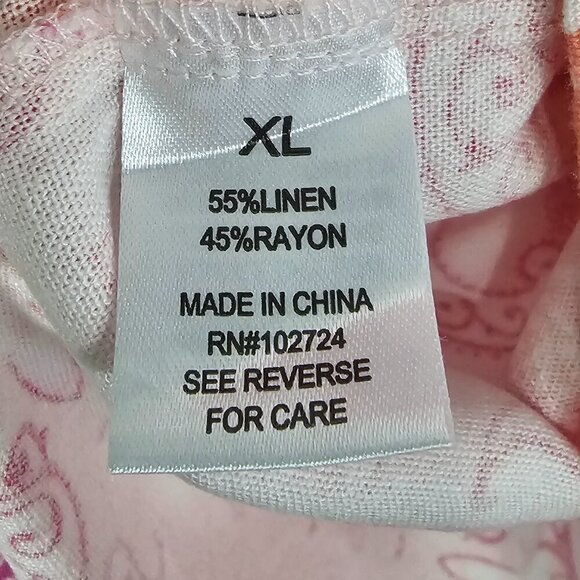 XL
55%LINEN
45%RAYON
MADE IN CHINA
RN#102724
SEE REVERSE
FOR CARE